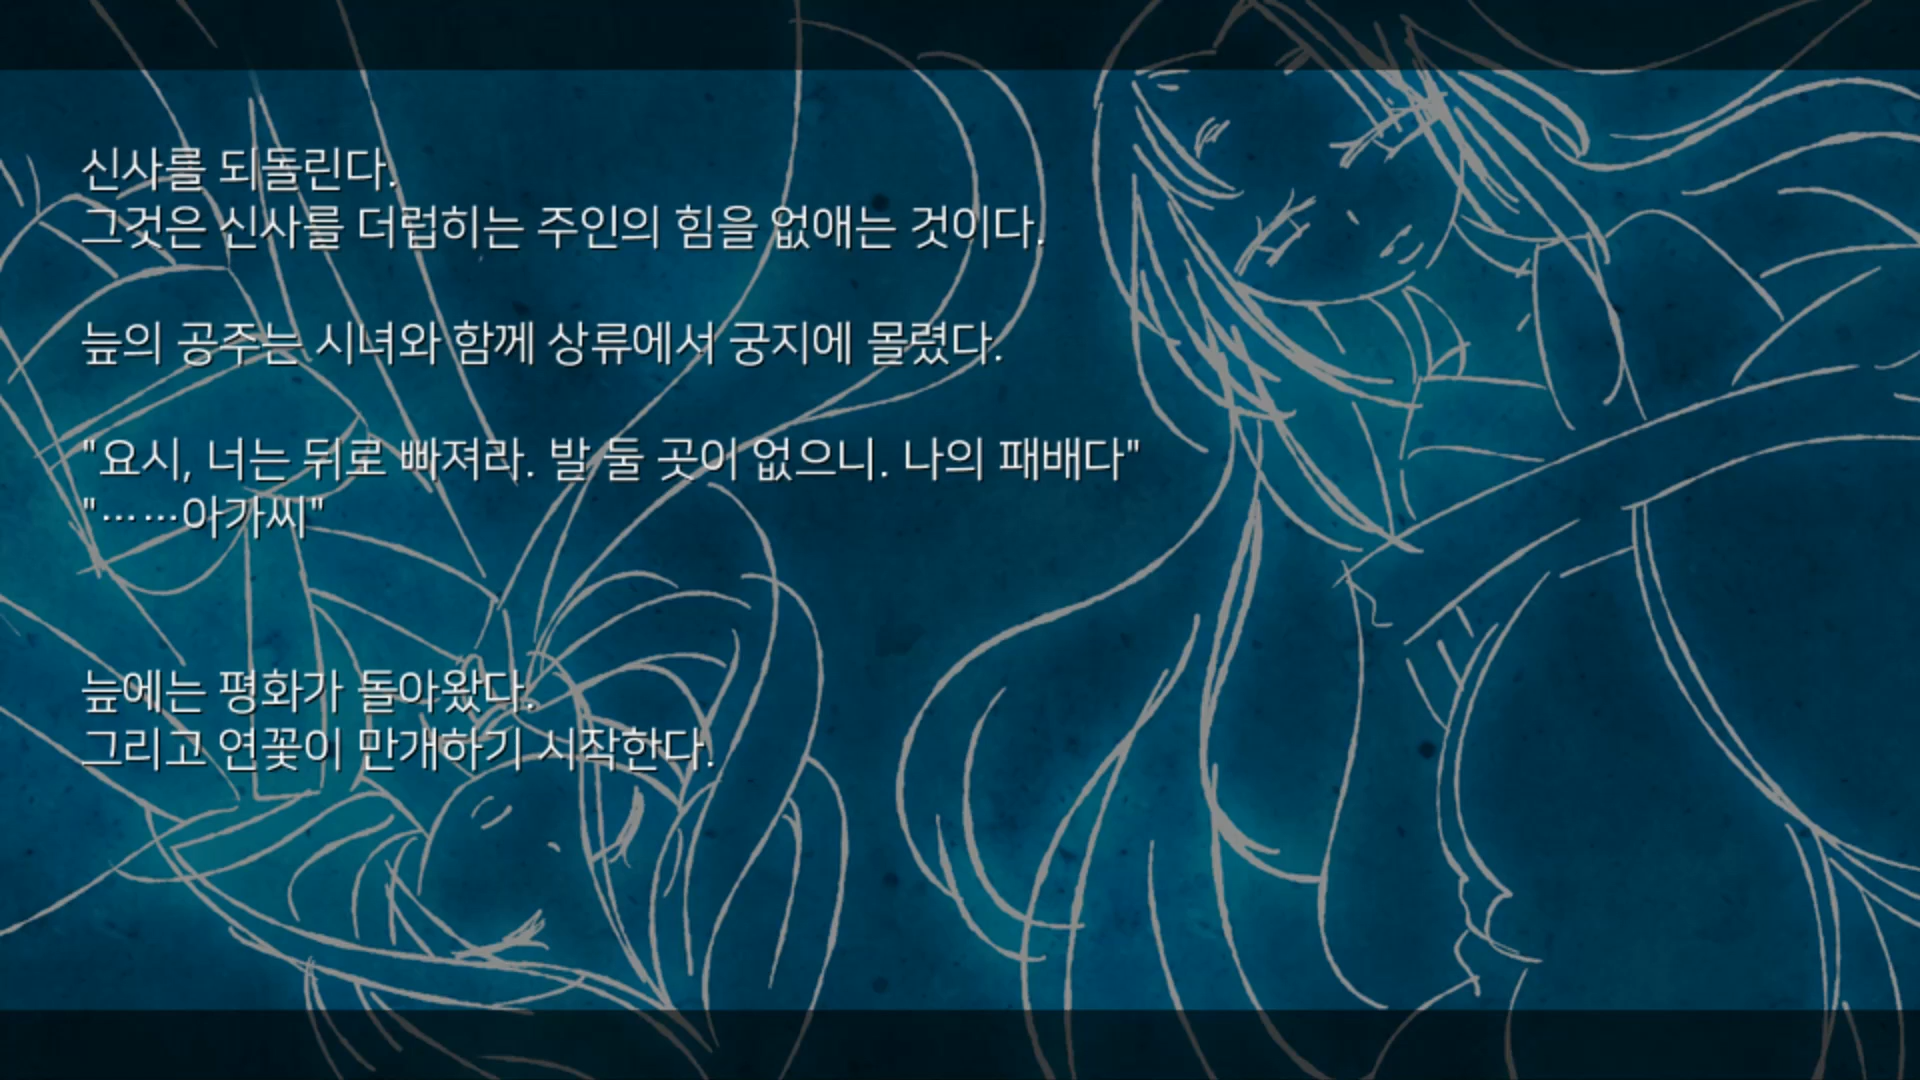 신사를 되돌린다.
그것은 신사를 더럽히는 주인의 힘을 없애는 것이다.
늪의 공주는 시녀와 함께 상류에서 궁지에 몰렸다.
"요시, 너는 뒤로 빠져라. 발 둘 곳이 없으니. 나의 패배다"
"……아가씨"
늪에는 평화가 돌아왔다.
그리고 연꽃이 만개하기 시작한다.